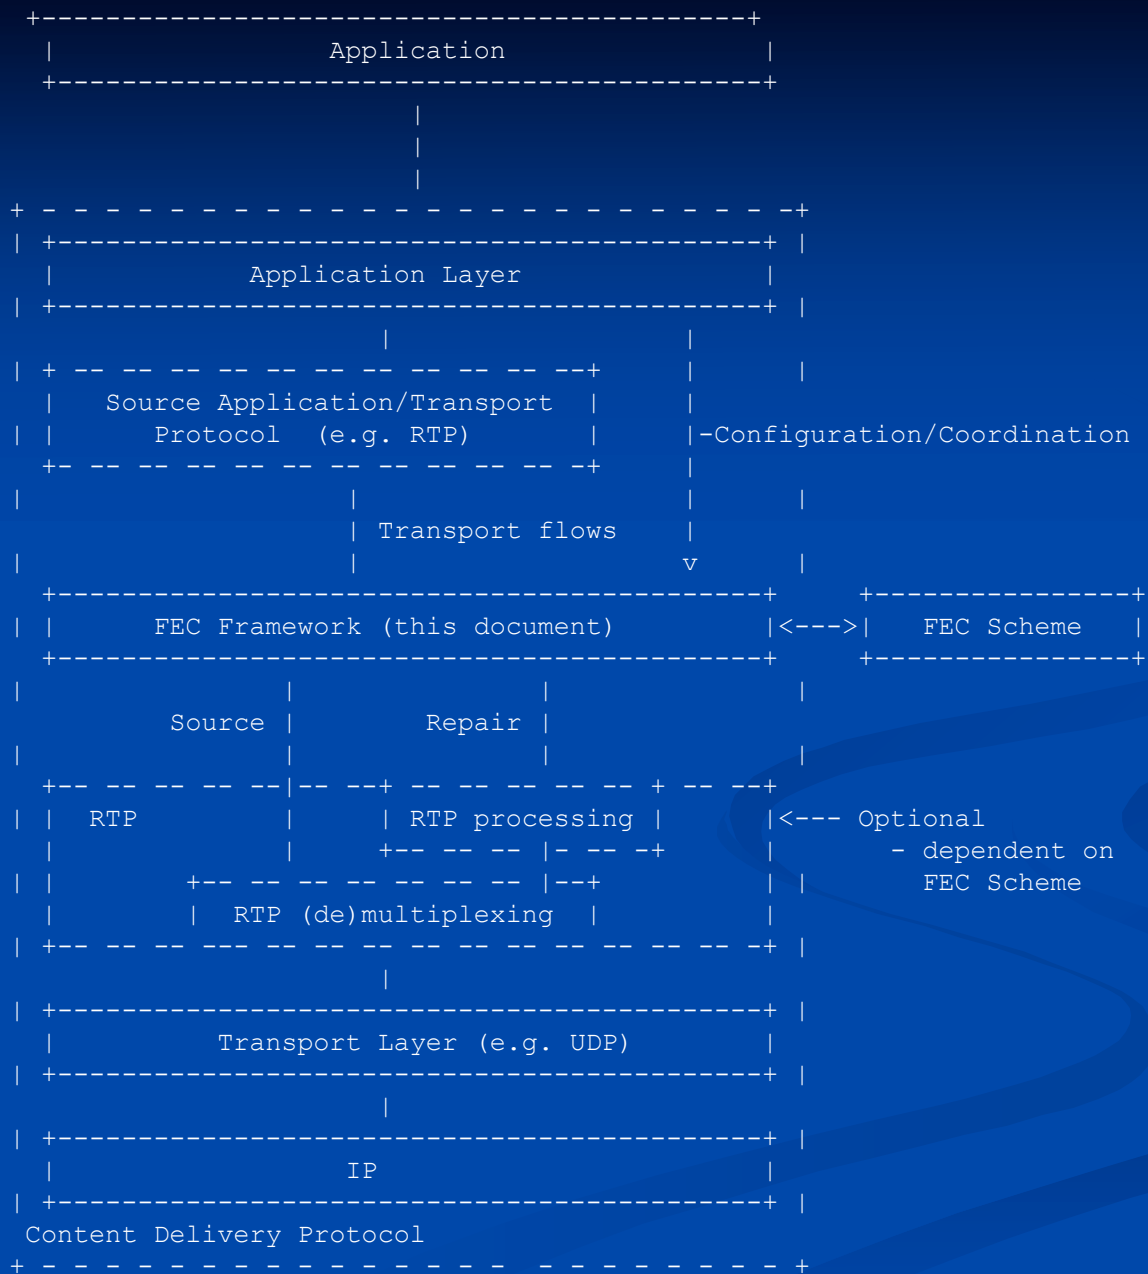 Application
Application Layer
Source Application/Transport
Protocol (e.g. RTP)
-Configuration/Coordination
Transport flows
v
FEC Framework (this document) <---> FEC Scheme
Source Repair
RTP RTP processing <--- Optional
- dependent on
FEC Scheme
RTP (de)multiplexing
Transport Layer (e.g. UDP)
IP
Content Delivery Protocol